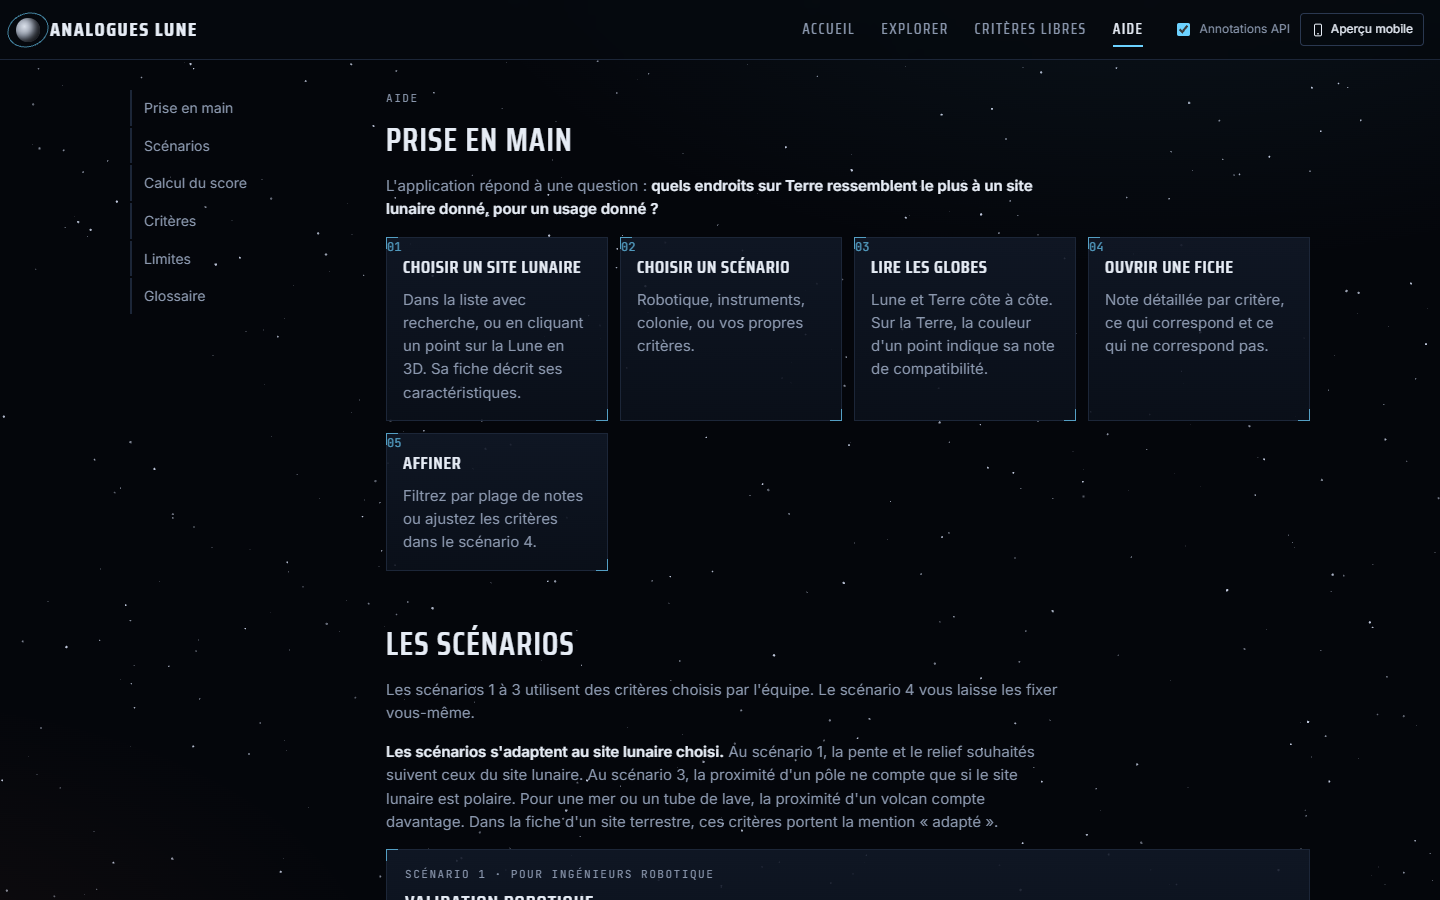 ANALOGUES LUNE
ACCUEIL
EXPLORER
CRITÈRES LIBRES
AIDE
Annotations API
Aperçu mobile
Prise en main
Scénarios
Calcul du score
Critères
Limites
Glossaire
AIDE
PRISE EN MAIN
L'application répond à une question : quels endroits sur Terre ressemblent le plus à un site
lunaire donné, pour un usage donné ?
01
CHOISIR UN SITE LUNAIRE
Dans la liste avec
recherche, ou en cliquant
un point sur la Lune en
3D. Sa fiche décrit ses
caractéristiques.
02
CHOISIR UN SCÉNARIO
Robotique, instruments,
colonie, ou vos propres
critères.
03
LIRE LES GLOBES
Lune et Terre côte à côte.
Sur la Terre, la couleur
d'un point indique sa note
de compatibilité.
04
OUVRIR UNE FICHE
Note détaillée par critère,
ce qui correspond et ce
qui ne correspond pas.
05
AFFINER
Filtrez par plage de notes
ou ajustez les critères
dans le scénario 4.
LES SCÉNARIOS
Les scénarios 1 à 3 utilisent des critères choisis par l'équipe. Le scénario 4 vous laisse les fixer
vous-même.
Les scénarios s'adaptent au site lunaire choisi. Au scénario 1, la pente et le relief souhaités
suivent ceux du site lunaire. Au scénario 3, la proximité d'un pôle ne compte que si le site
lunaire est polaire. Pour une mer ou un tube de lave, la proximité d'un volcan compte
davantage. Dans la fiche d'un site terrestre, ces critères portent la mention « adapté ».
SCÉNARIO 1 · POUR INGÉNIEURS ROBOTIQUE
VALIDATION ROBOTIQUE